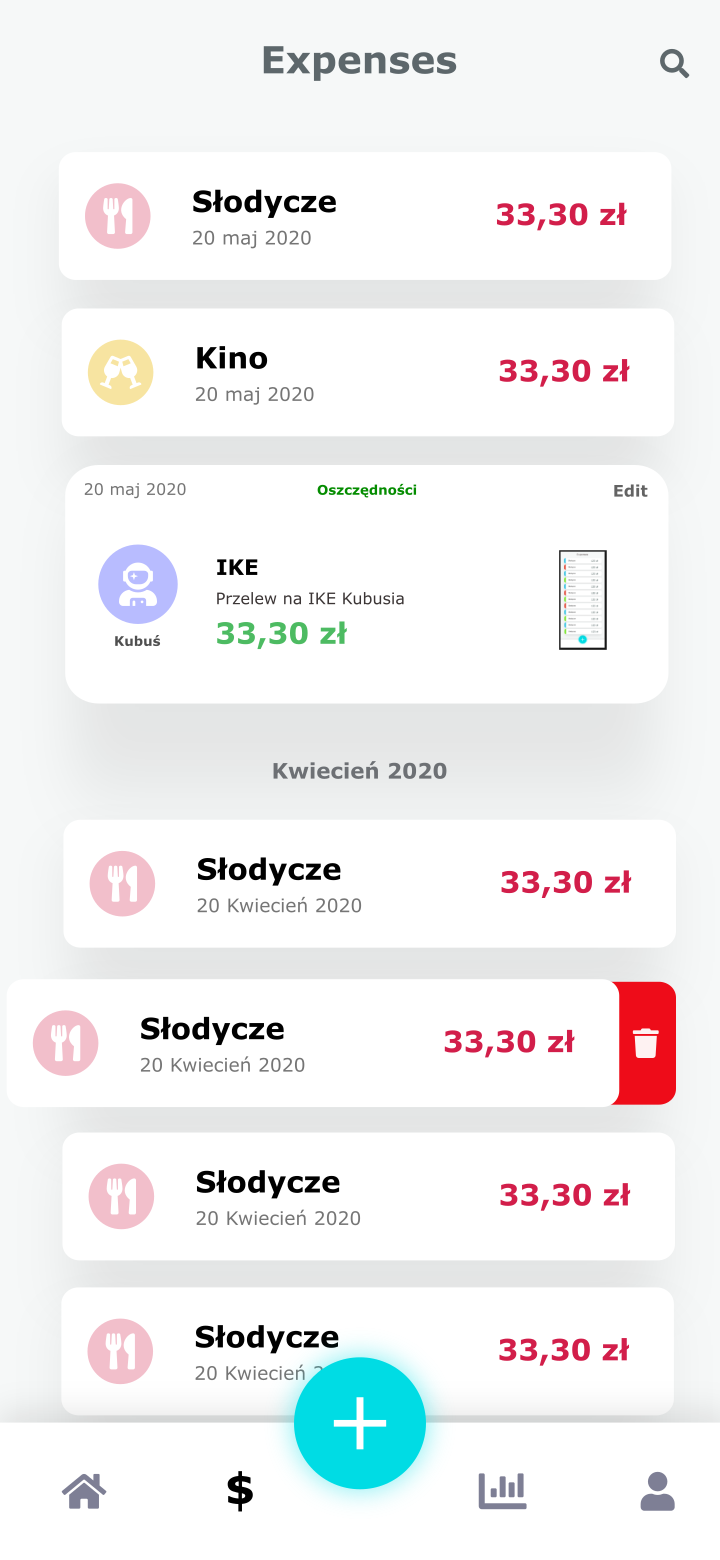 Expenses
Słodycze
20 maj 2020
33,30 zł
Kino
20 maj 2020
33,30 zł
20 maj 2020
Oszczędności
Edit
IKE
Przelew na IKE Kubusia
33,30 zł
Kubuś
Kwiecień 2020
Słodycze
20 Kwiecień 2020
33,30 zł
Słodycze
20 Kwiecień 2020
33,30 zł
Słodycze
20 Kwiecień 2020
33,30 zł
Słodycze
20 Kwiecień
33,30 zł
$